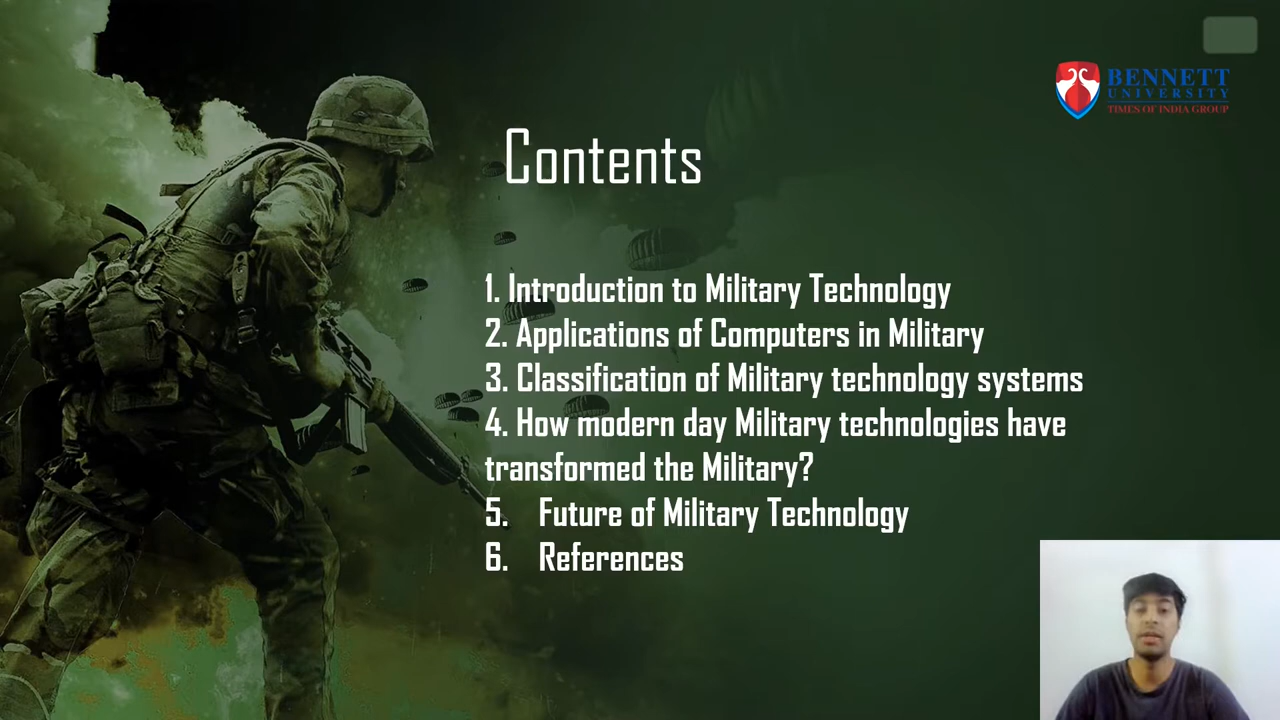 BENNETT
UNIVERSITY
TIMES OF INDIA GROUP
Contents
1. Introduction to Military Technology
2. Applications of Computers in Military
3. Classification of Military technology systems
4. How modern day Military technologies have
transformed the Military?
5. Future of Military Technology
6. References